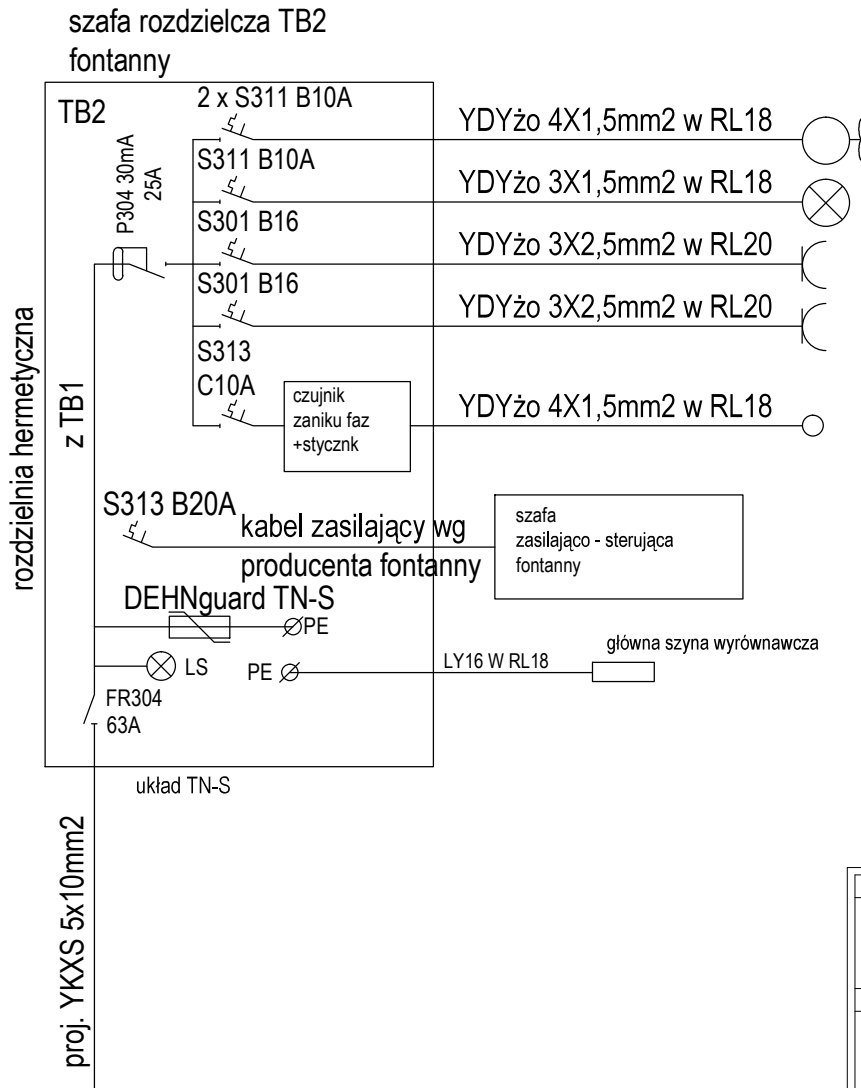 szafa rozdzielcza TB2
fontanny
TB2
2 x S311 B10A
YDYżo 4X1,5mm2 w RL18
P304 30mA
25A
S311 B10A
YDYżo 3X1,5mm2 w RL18
S301 B16
YDYżo 3X2,5mm2 w RL20
S301 B16
YDYżo 3X2,5mm2 w RL20
rozdzielnia hermetyczna
z TB1
S313
C10A
czujnik
zaniku faz
+stycznk
YDYżo 4X1,5mm2 w RL18
S313 B20A
kabel zasilający wg
producenta fontanny
szafa
zasilająco - sterująca
fontanny
DEHNguard TN-S
PE
LS
PE
LY16 W RL18
główna szyna wyrównawcza
FR304
63A
układ TN-S
proj. YKXS 5x10mm2